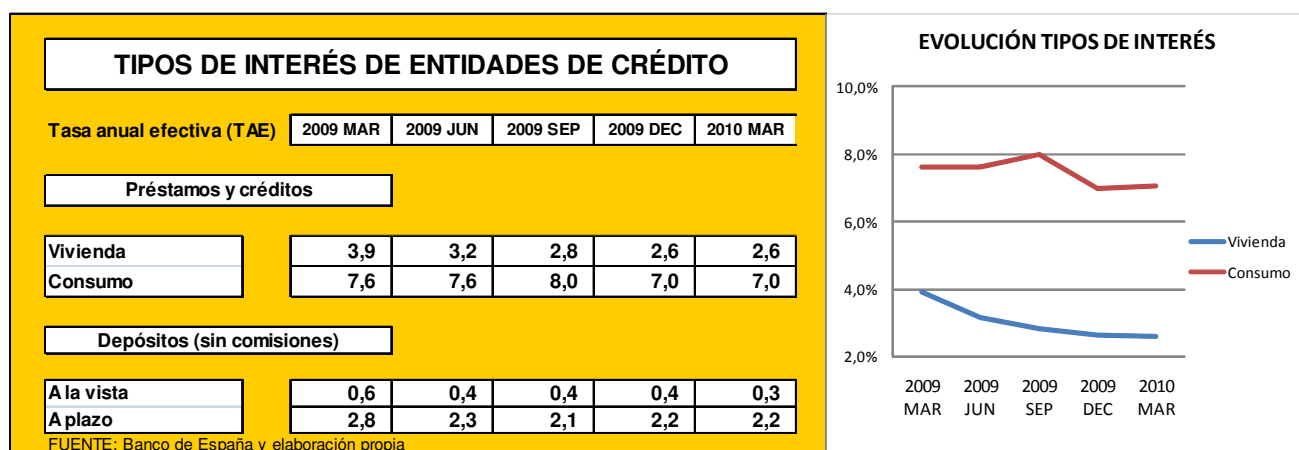 TIPOS DE INTERÉS DE ENTIDADES DE CRÉDITO
Tasa anual efectiva (TAE) 2009 MAR 2009 JUN 2009 SEP 2009 DEC 2010 MAR
Préstamos y créditos
Vivienda 3,9 3,2 2,8 2,6 2,6
Consumo 7,6 7,6 8,0 7,0 7,0
Depósitos (sin comisiones)
A la vista 0,6 0,4 0,4 0,4 0,3
A plazo 2,8 2,3 2,1 2,2 2,2
FUENTE: Banco de España y elaboración propia
EVOLUCIÓN TIPOS DE INTERÉS
10,0%
8,0%
6,0%
4,0%
2,0%
2009 2009 2009 2009 2010
MAR JUN SEP DEC MAR
Vivienda
Consumo